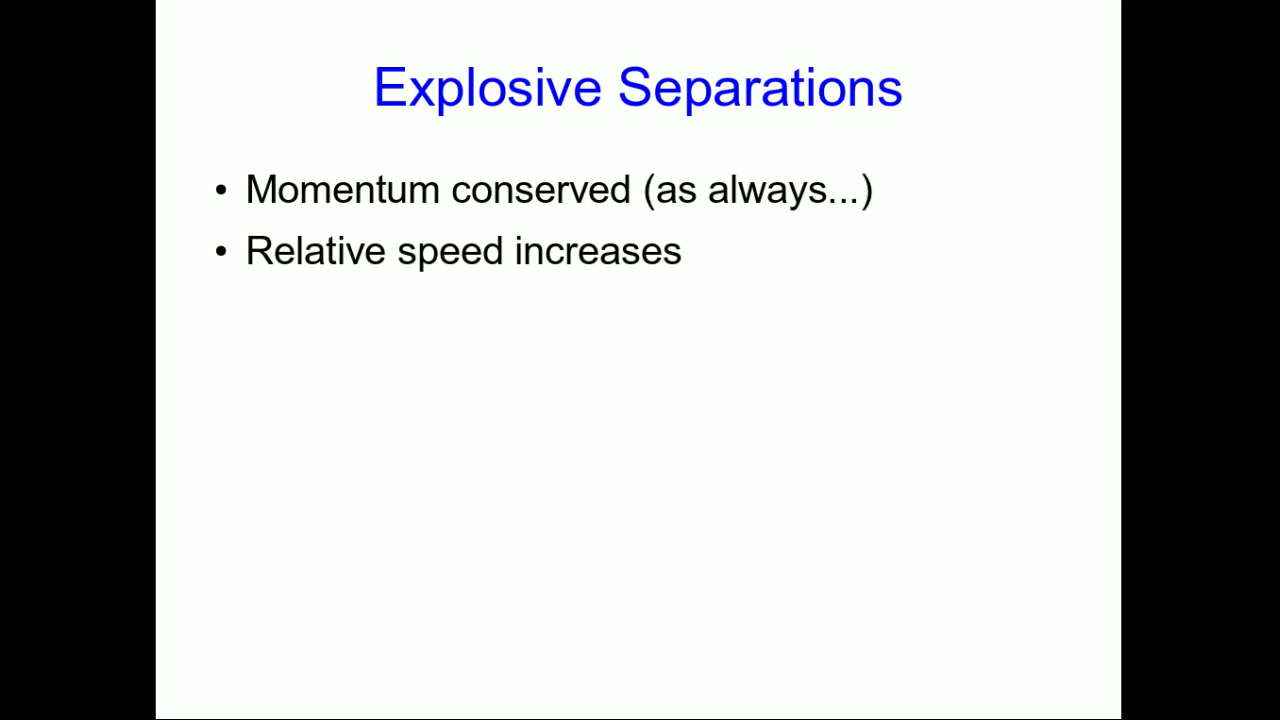 Explosive Separations
• Momentum conserved (as always...)
• Relative speed increases